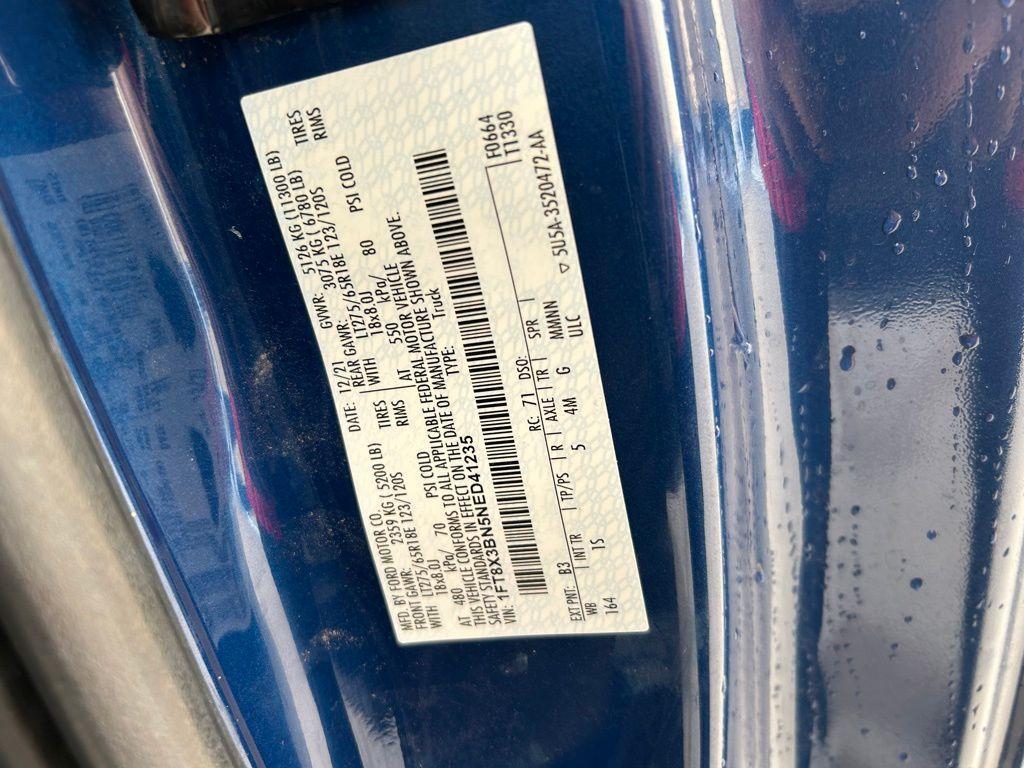 MFD. BY FORD MOTOR CO.
DATE: 12/21 GVWR: 5126 KG (11300 LB)
FRONT GAWR: 2359 KG (5200 LB) REAR GAWR: 3075 KG (6780 LB)
WITH LT275/65R18E 123/120S TIRES WITH LT275/65R18E 123/120S TIRES
18x8.0J RIMS 18x8.0J RIMS
AT 480 kPa/ 70 PSI COLD AT 550 kPa/ 80 PSI COLD
THIS VEHICLE CONFORMS TO ALL APPLICABLE FEDERAL MOTOR VEHICLE
SAFETY STANDARDS IN EFFECT ON THE DATE OF MANUFACTURE SHOWN ABOVE.
VIN: 1FT8X3BN5NED41235 TYPE: Truck
F0664
T1330
EXT PNT: B3 RC: 71 DSO:
WB INTR TP/PS R AXLE TR SPR
164 1S 5 4M G MMNNN
ULC ▽ 5U5A-3520472-AA